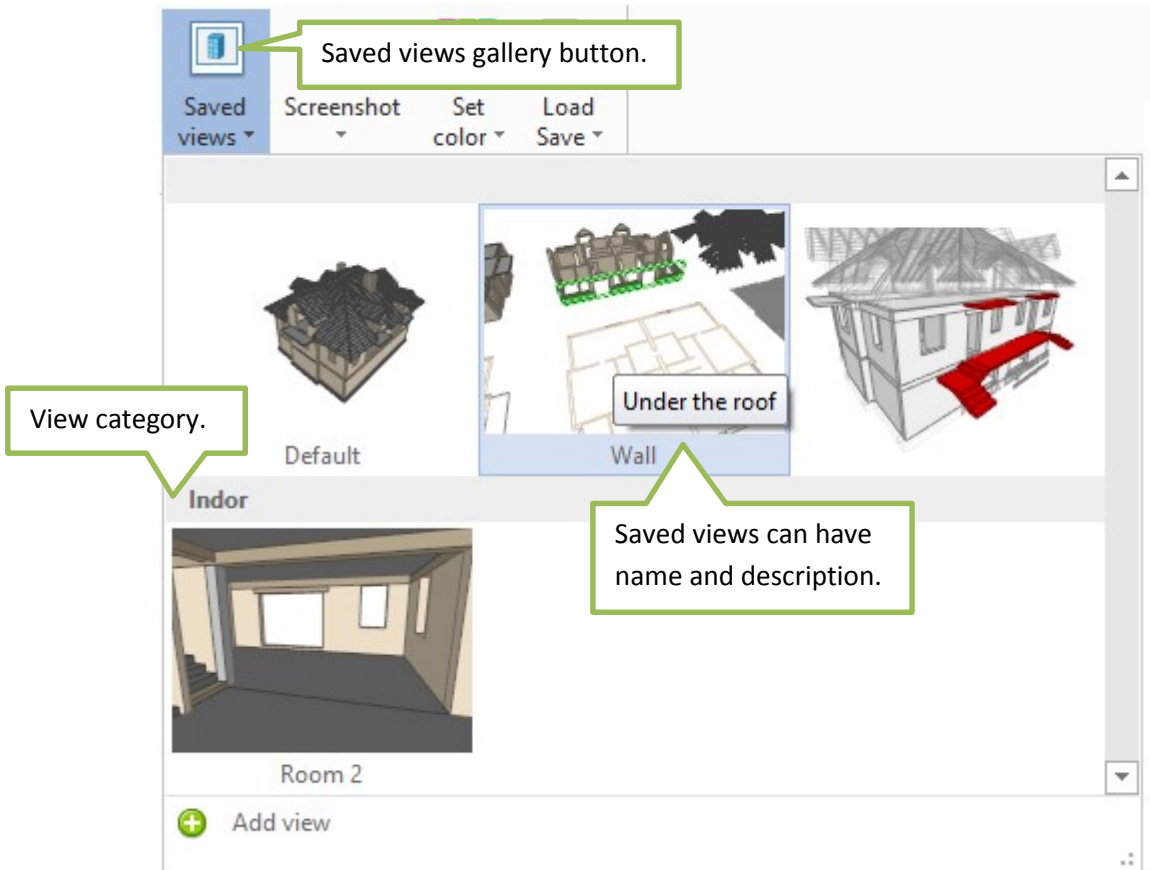 Saved views gallery button.
Saved Screenshot Set Load
views color Save
Under the roof
View category.
Default Wall
Indor
Saved views can have
name and description.
Room 2
Add view